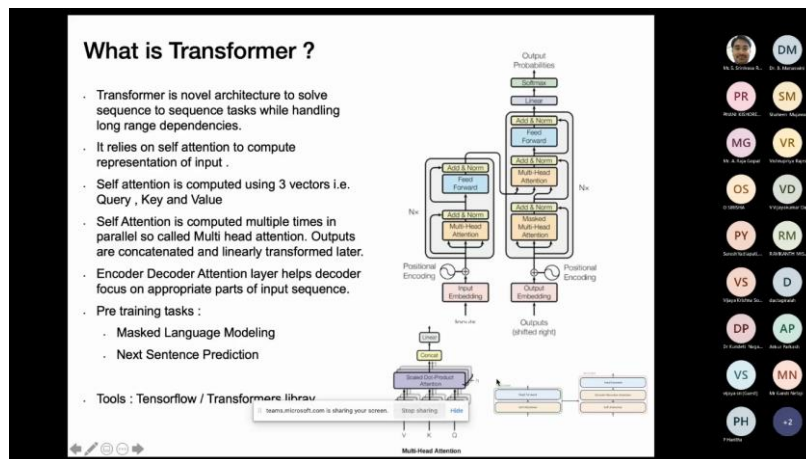 What is Transformer ?
Transformer is novel architecture to solve
sequence to sequence tasks while handling
long range dependencies.
It relies on self attention to compute
representation of input .
Self attention is computed using 3 vectors i.e.
Query , Key and Value
Self Attention is computed multiple times in
parallel so called Multi head attention. Outputs
are concatenated and linearly transformed later.
Encoder Decoder Attention layer helps decoder
focus on appropriate parts of input sequence.
Pre training tasks :
Masked Language Modeling
Next Sentence Prediction
Tools : Tensorflow / Transformers libray
teams.microsoft.com is sharing your screen.
Stop sharing
Hide
Output
Probabilities
Softmax
Linear
Add & Norm
Feed
Forward
Add & Norm
Multi-Head
Attention
Add & Norm
Masked
Multi-Head
Attention
Nx
Add & Norm
Feed
Forward
Add & Norm
Multi-Head
Attention
Nx
Positional
Encoding
Positional
Encoding
Input
Embedding
Output
Embedding
Outputs
(shifted right)
Linear
Concat
Scaled Dot-Product
Attention
V K Q
Multi-Head Attention
DM
PR
SM
MG
VR
OS
VD
PY
RM
VS
D
DP
AP
VS
MN
PH
+2